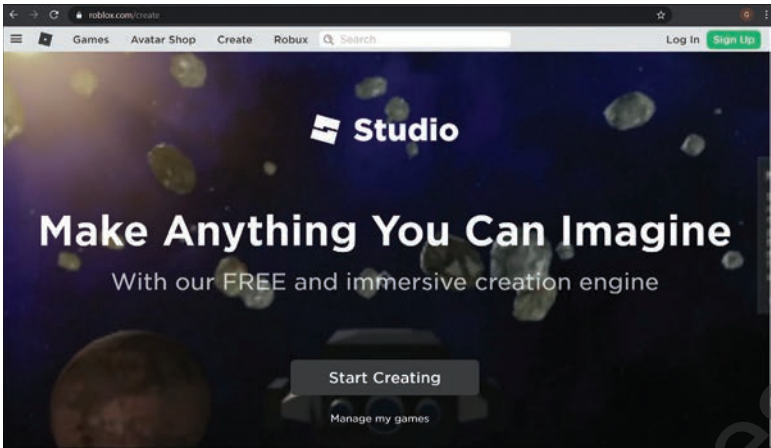 roblox.com/create
G
Games Avatar Shop Create Robux Search Log In Sign Up
Studio
Make Anything You Can Imagine
With our FREE and immersive creation engine
Start Creating
Manage my games